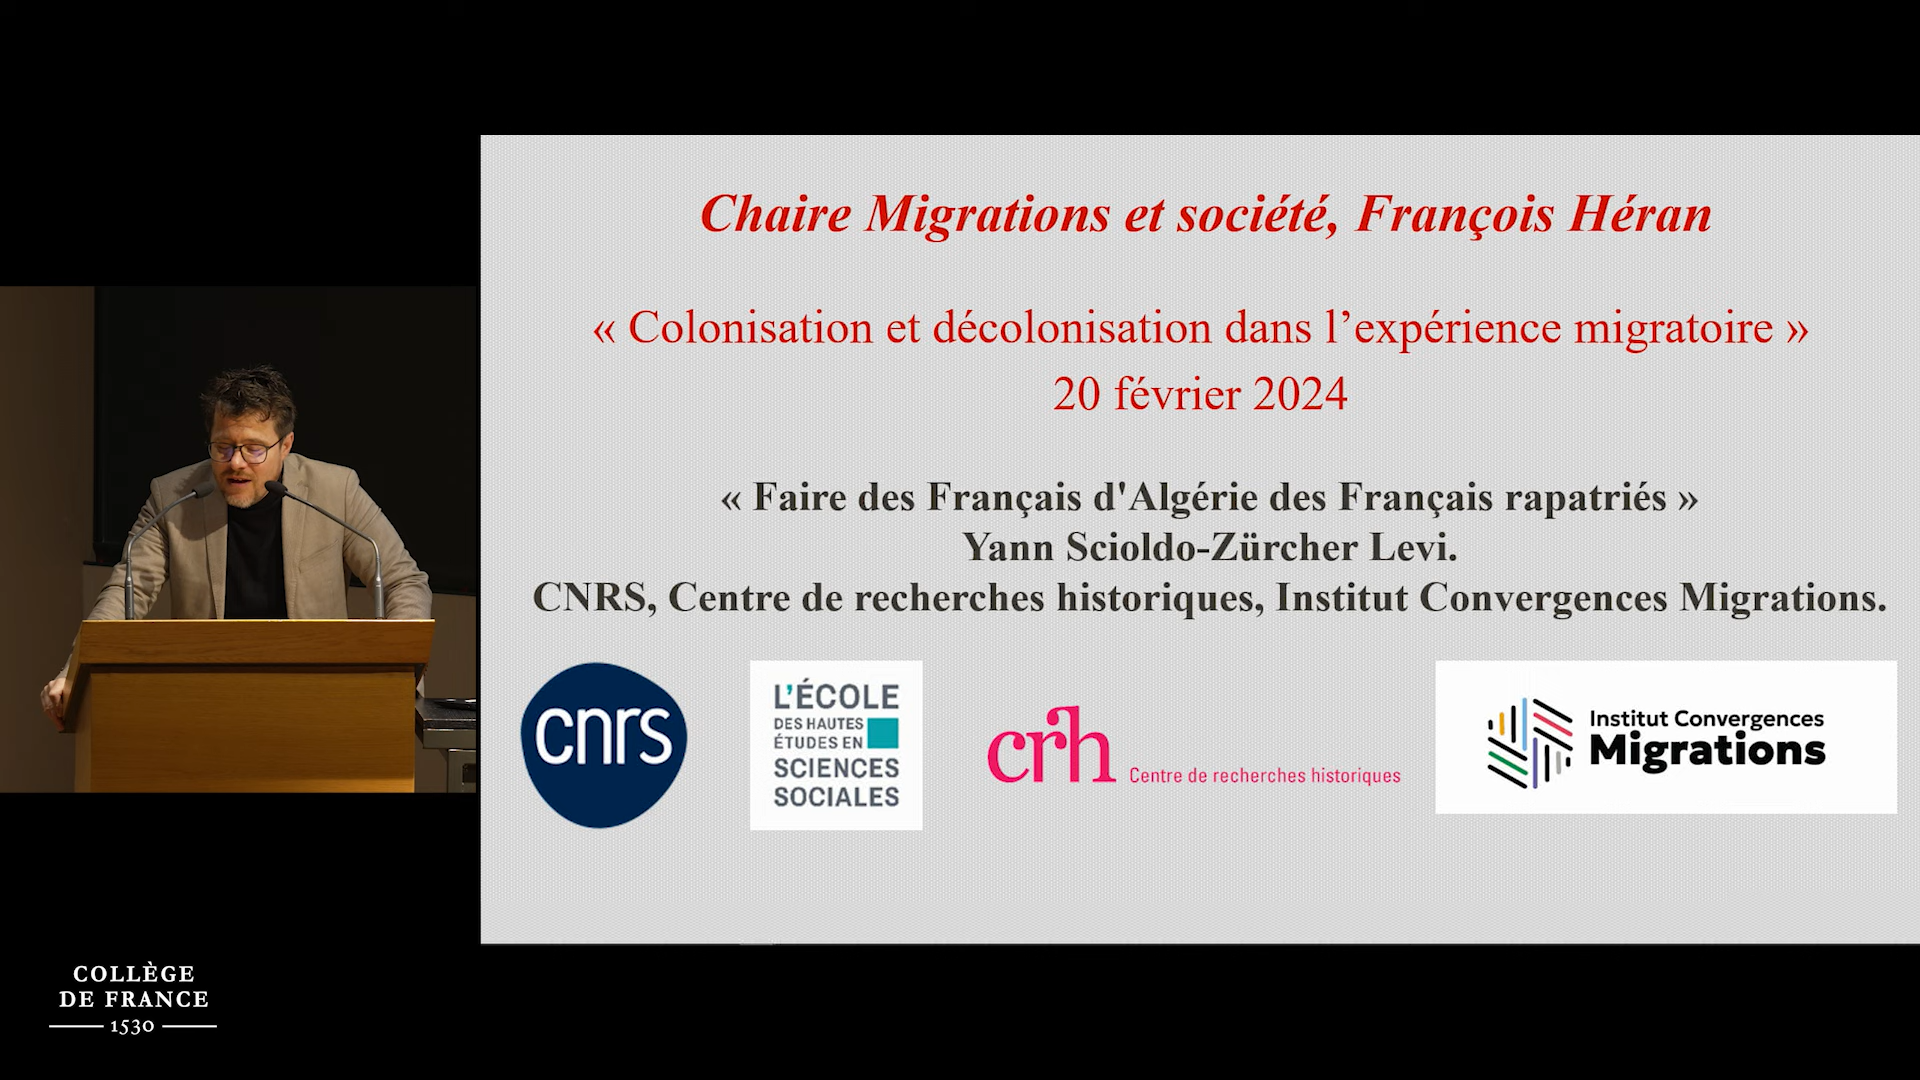 Chaire Migrations et société, François Héran
« Colonisation et décolonisation dans l’expérience migratoire »
20 février 2024
« Faire des Français d'Algérie des Français rapatriés »
Yann Scioldo-Zürcher Levi.
CNRS, Centre de recherches historiques, Institut Convergences Migrations.
cnrs
L’ÉCOLE
DES HAUTES
ÉTUDES EN
SCIENCES
SOCIALES
crh Centre de recherches historiques
Institut Convergences
Migrations
COLLÈGE
DE FRANCE
1530